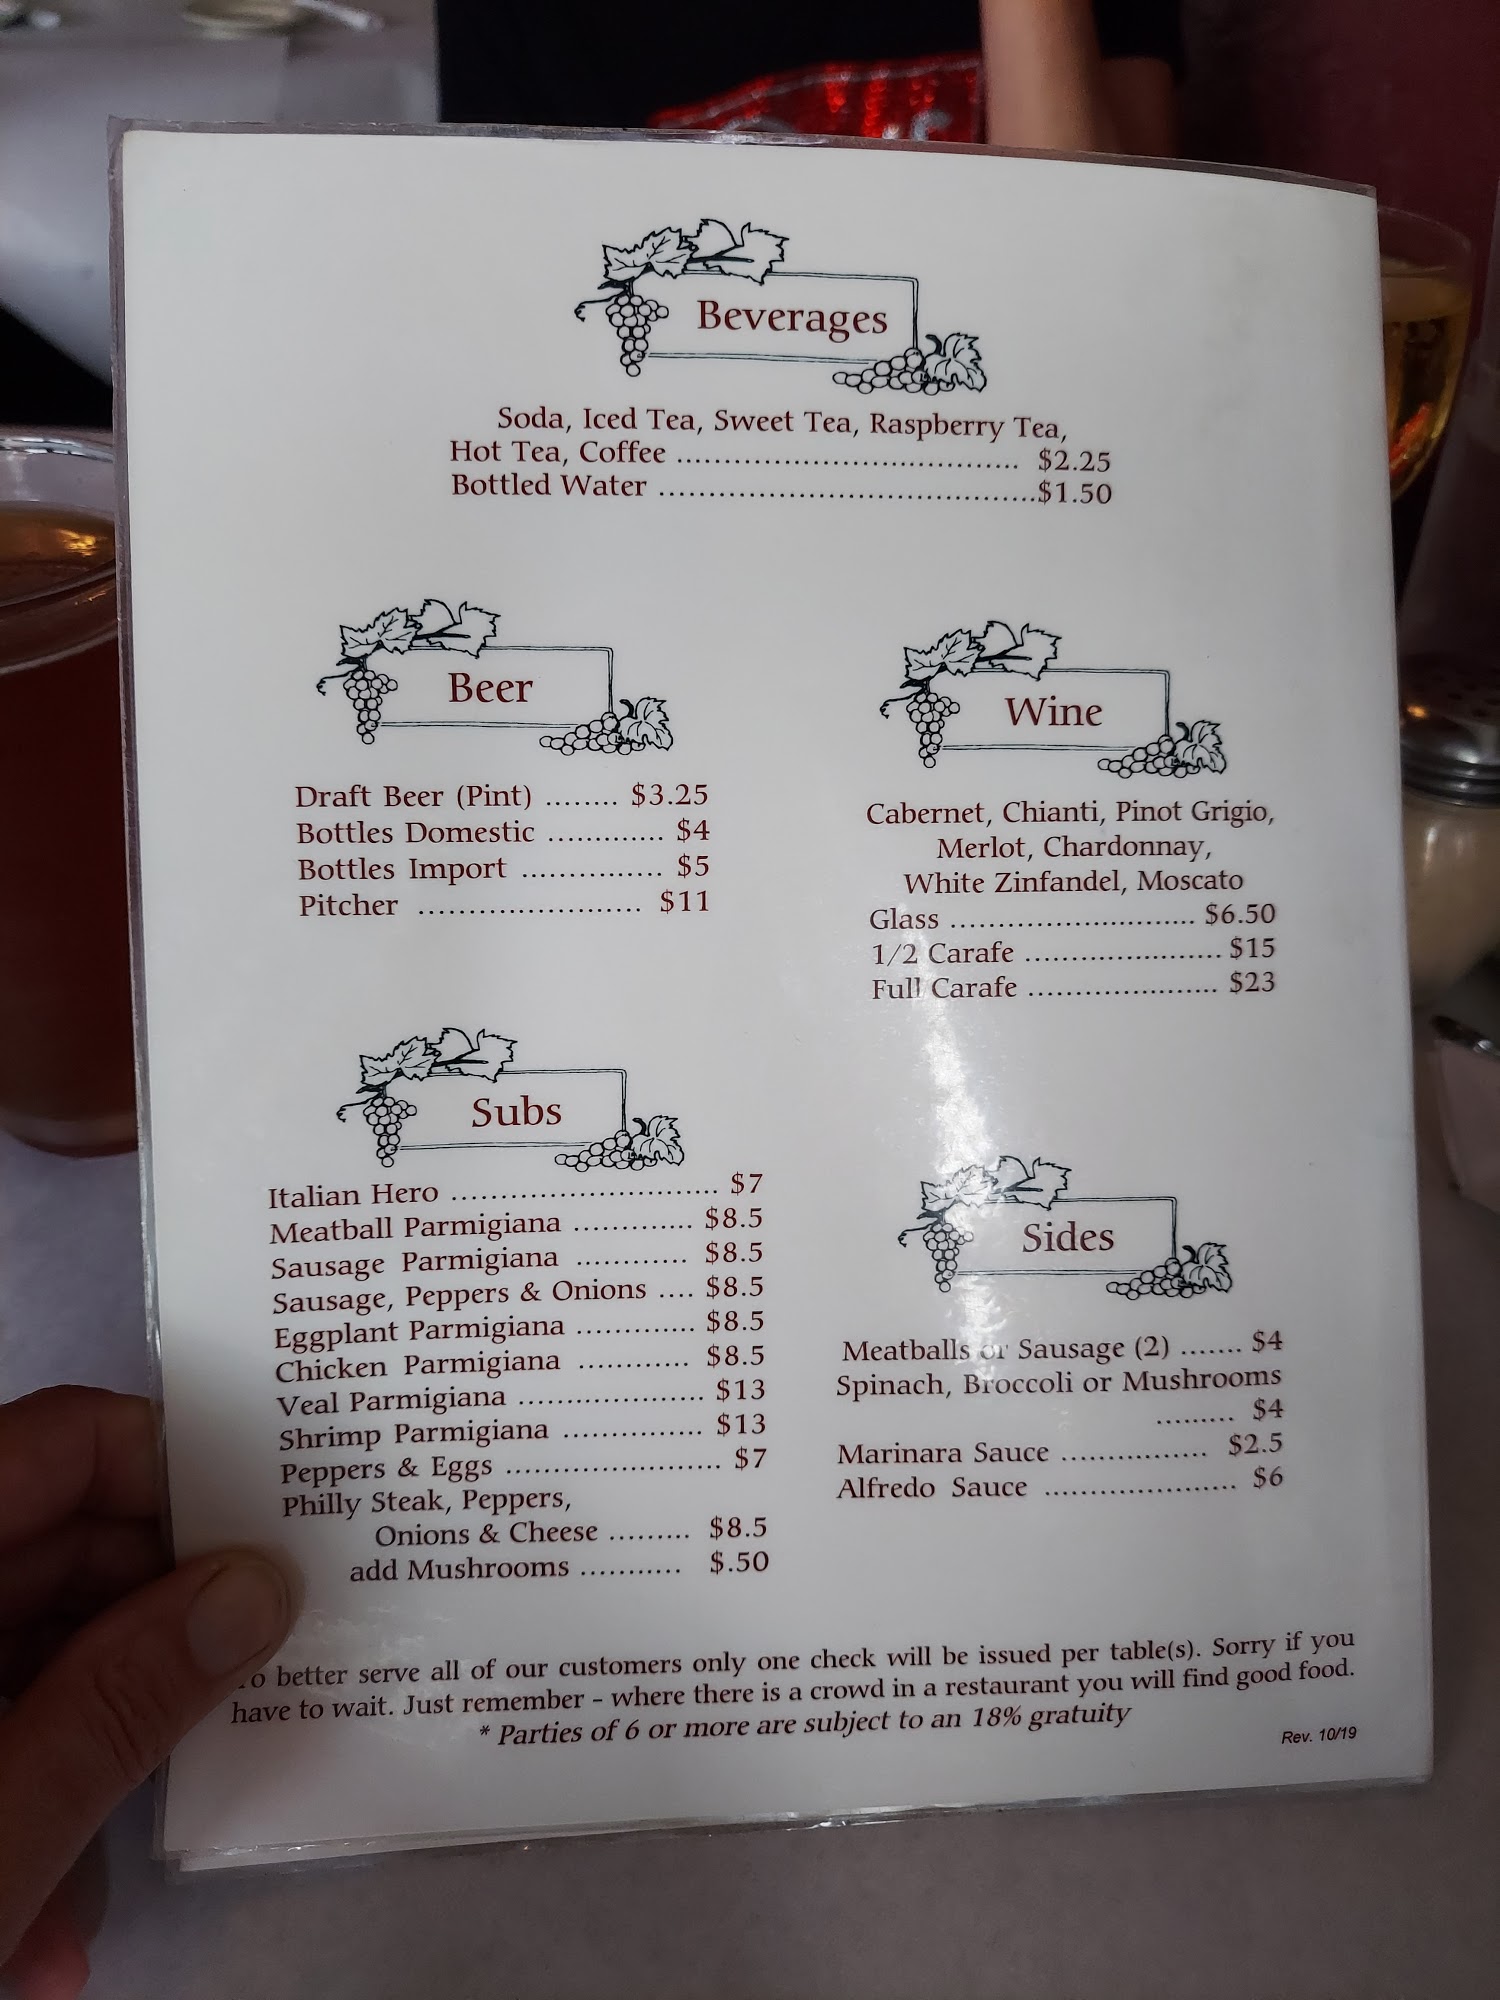 Beverages
Soda, Iced Tea, Sweet Tea, Raspberry Tea,
Hot Tea, Coffee .................................... $2.25
Bottled Water ......................................$1.50
Beer
Draft Beer (Pint) ........ $3.25
Bottles Domestic ............ $4
Bottles Import ............... $5
Pitcher ....................... $11
Wine
Cabernet, Chianti, Pinot Grigio,
Merlot, Chardonnay,
White Zinfandel, Moscato
Glass ........................... $6.50
1/2 Carafe ...................... $15
Full Carafe ..................... $23
Subs
Italian Hero ............................ $7
Meatball Parmigiana ............. $8.5
Sausage Parmigiana ............ $8.5
Sausage, Peppers & Onions .... $8.5
Eggplant Parmigiana ............. $8.5
Chicken Parmigiana ............ $8.5
Veal Parmigiana .................... $13
Shrimp Parmigiana ............... $13
Peppers & Eggs ....................... $7
Philly Steak, Peppers,
Onions & Cheese ......... $8.5
add Mushrooms ........... $.50
Sides
Meatballs or Sausage (2) ....... $4
Spinach, Broccoli or Mushrooms
......... $4
Marinara Sauce ................ $2.5
Alfredo Sauce ..................... $6
To better serve all of our customers only one check will be issued per table(s). Sorry if you
have to wait. Just remember – where there is a crowd in a restaurant you will find good food.
* Parties of 6 or more are subject to an 18% gratuity
Rev. 10/19